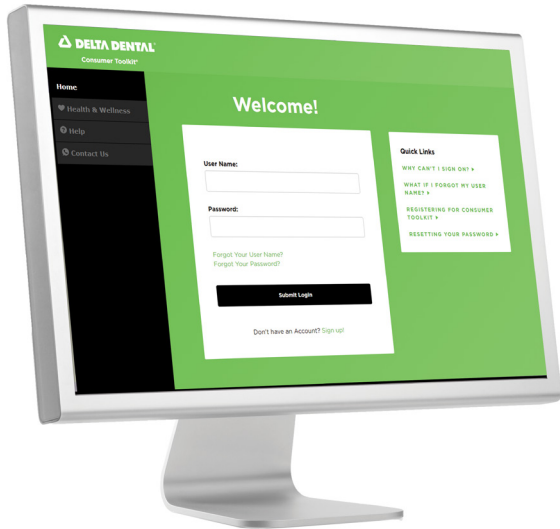 DELTA DENTAL®
Consumer Toolkit®
Home
Health & Wellness
Help
Contact Us
Welcome!
User Name:
Password:
Forgot Your User Name?
Forgot Your Password?
Submit Login
Don't have an Account? Sign up!
Quick Links
WHY CAN'T I SIGN ON?
WHAT IF I FORGOT MY USER
NAME?
REGISTERING FOR CONSUMER
TOOLKIT
RESETTING YOUR PASSWORD